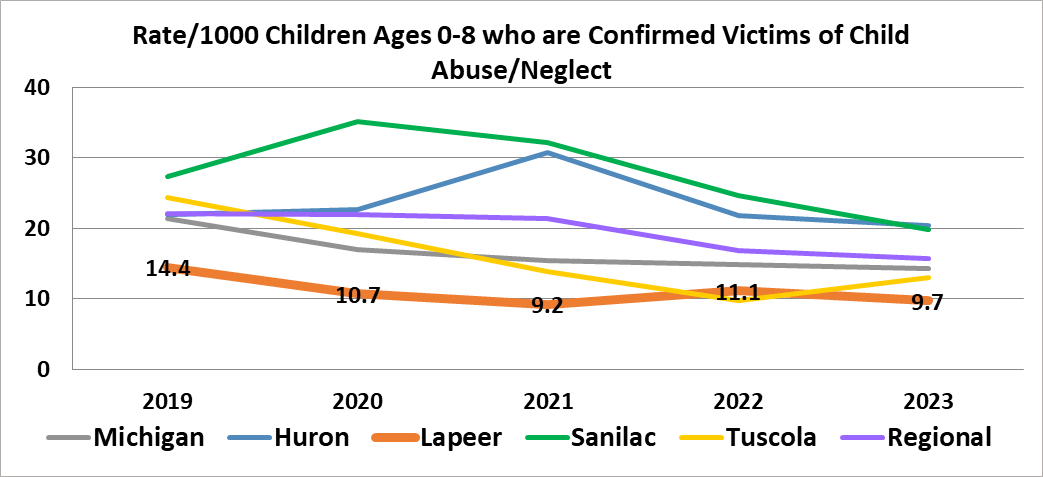 Rate/1000 Children Ages 0-8 who are Confirmed Victims of Child
Abuse/Neglect
40
30
20
10
0
14.4
10.7
9.2
11.1
9.7
2019 2020 2021 2022 2023
Michigan Huron Lapeer Sanilac Tuscola Regional